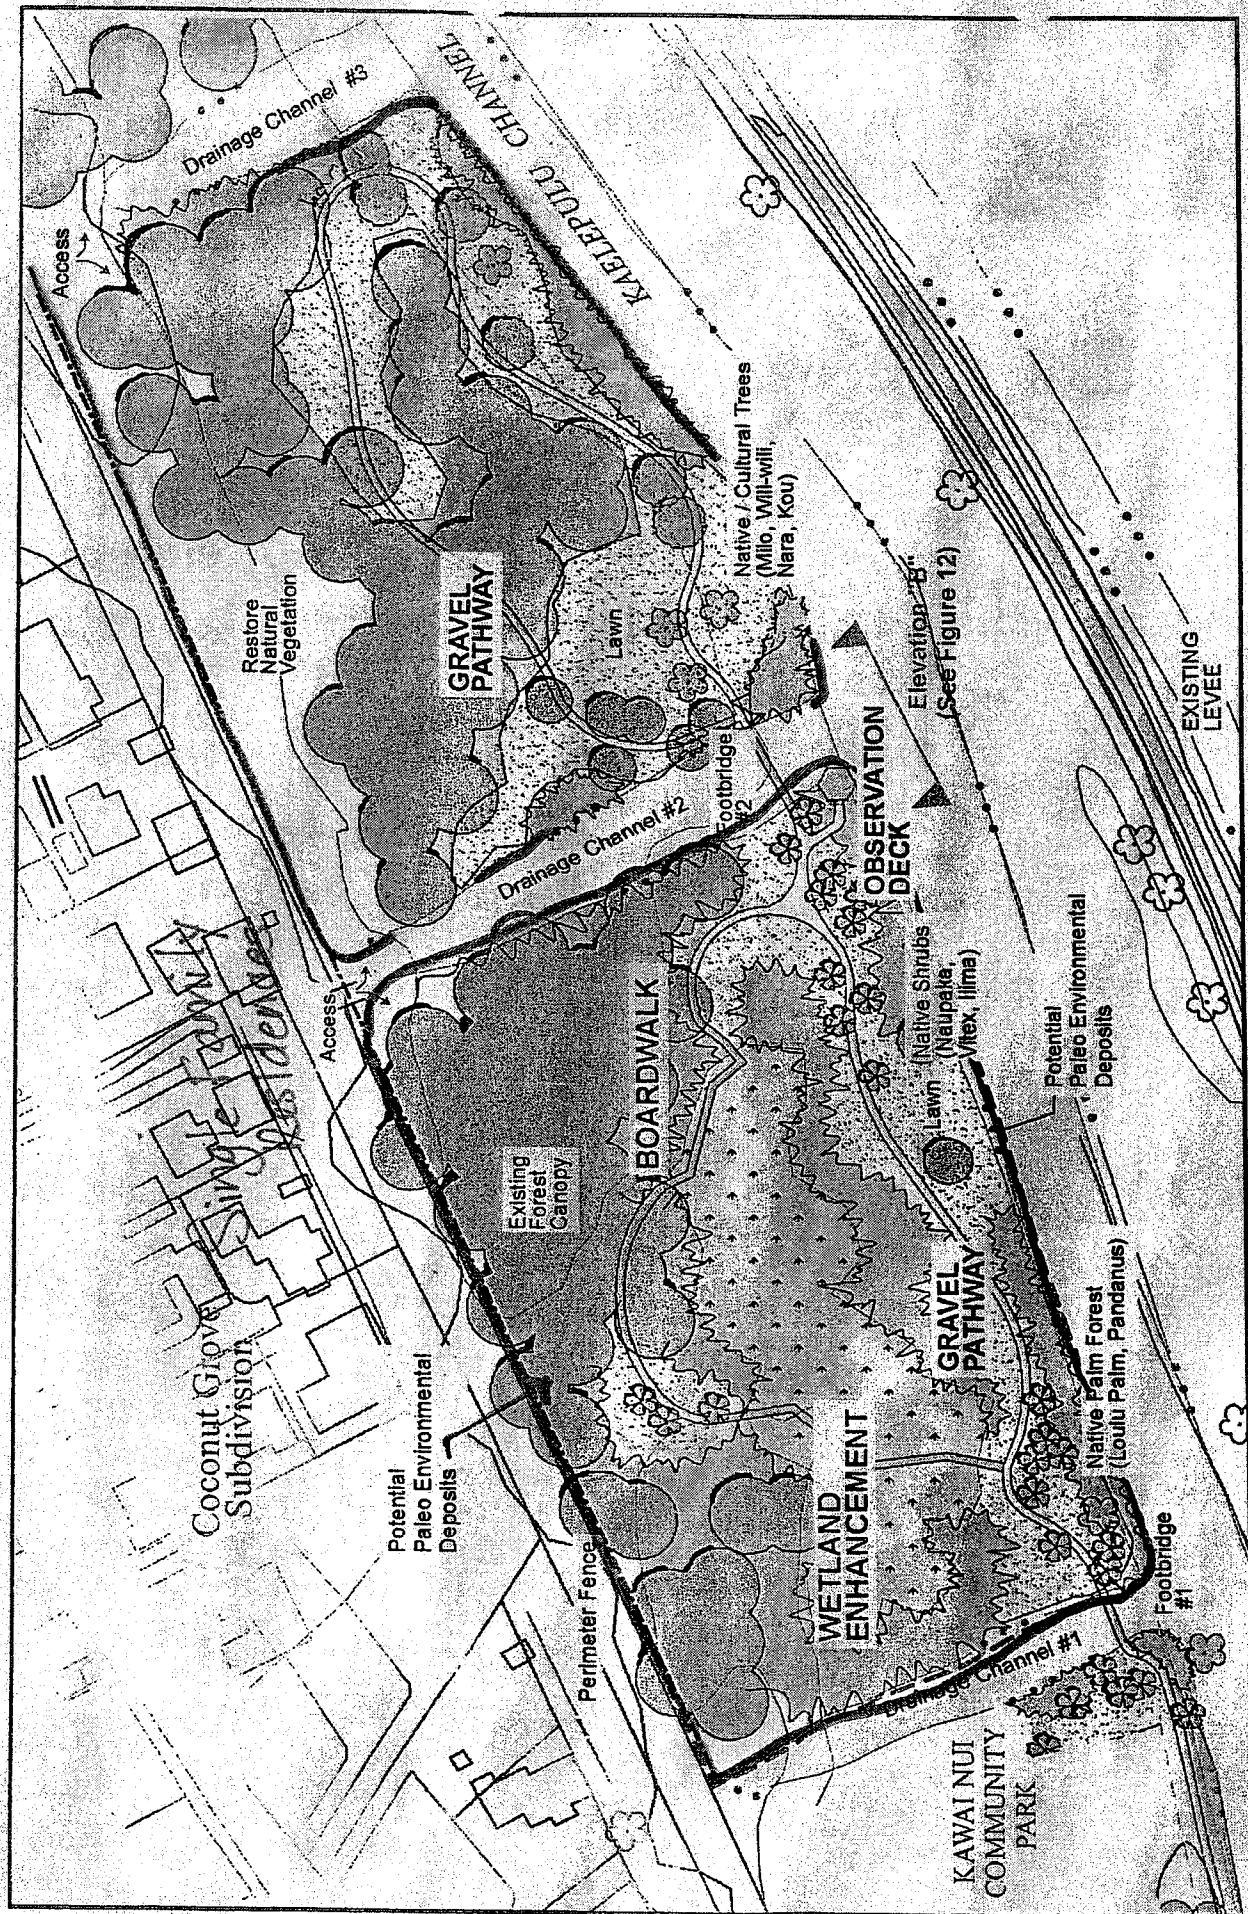 Drainage Channel #3
KAELEPULU CHANNEL
Access
Restore
Natural
Vegetation
GRAVEL
PATHWAY
Lawn
Native / Cultural Trees
(Milo, Wili-wili,
Nara, Kou)
Elevation "B"
(See Figure 12)
EXISTING
LEVEE
Footbridge
#2
Drainage Channel #2
OBSERVATION
DECK
Single Family
Residences
Access
BOARDWALK
Native Shrubs
(Naupaka,
Vitex, Ilima)
Lawn
Potential
Paleo Environmental
Deposits
Existing
Forest
Canopy
Coconut Grove
Subdivision
Potential
Paleo Environmental
Deposits
GRAVEL
PATHWAY
Native Palm Forest
(Loulu Palm, Pandanus)
WETLAND
ENHANCEMENT
Perimeter Fence
Footbridge
#1
Drainage Channel #1
KAWAI NUI
COMMUNITY
PARK